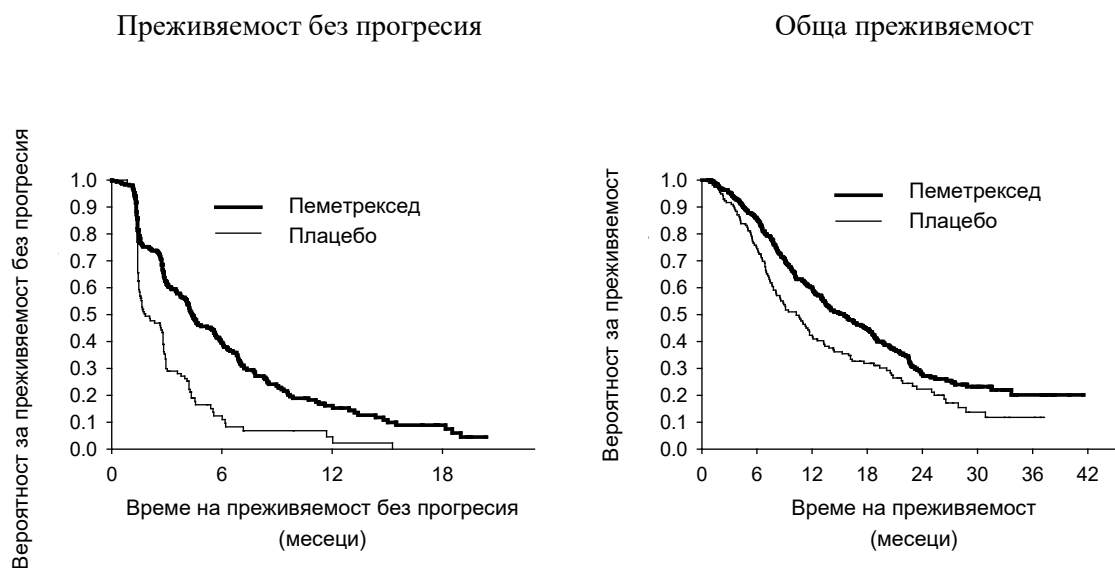 Преживяемост без прогресия
Обща преживяемост
Вероятност за преживяемост без прогресия
1.0
0.9
0.8
0.7
0.6
0.5
0.4
0.3
0.2
0.1
0.0
Пеметрексед
Плацебо
0 6 12 18
Време на преживяемост без прогресия
(месеци)
Вероятност за преживяемост
1.0
0.9
0.8
0.7
0.6
0.5
0.4
0.3
0.2
0.1
0.0
Пеметрексед
Плацебо
0 6 12 18 24 30 36 42
Време на преживяемост
(месеци)